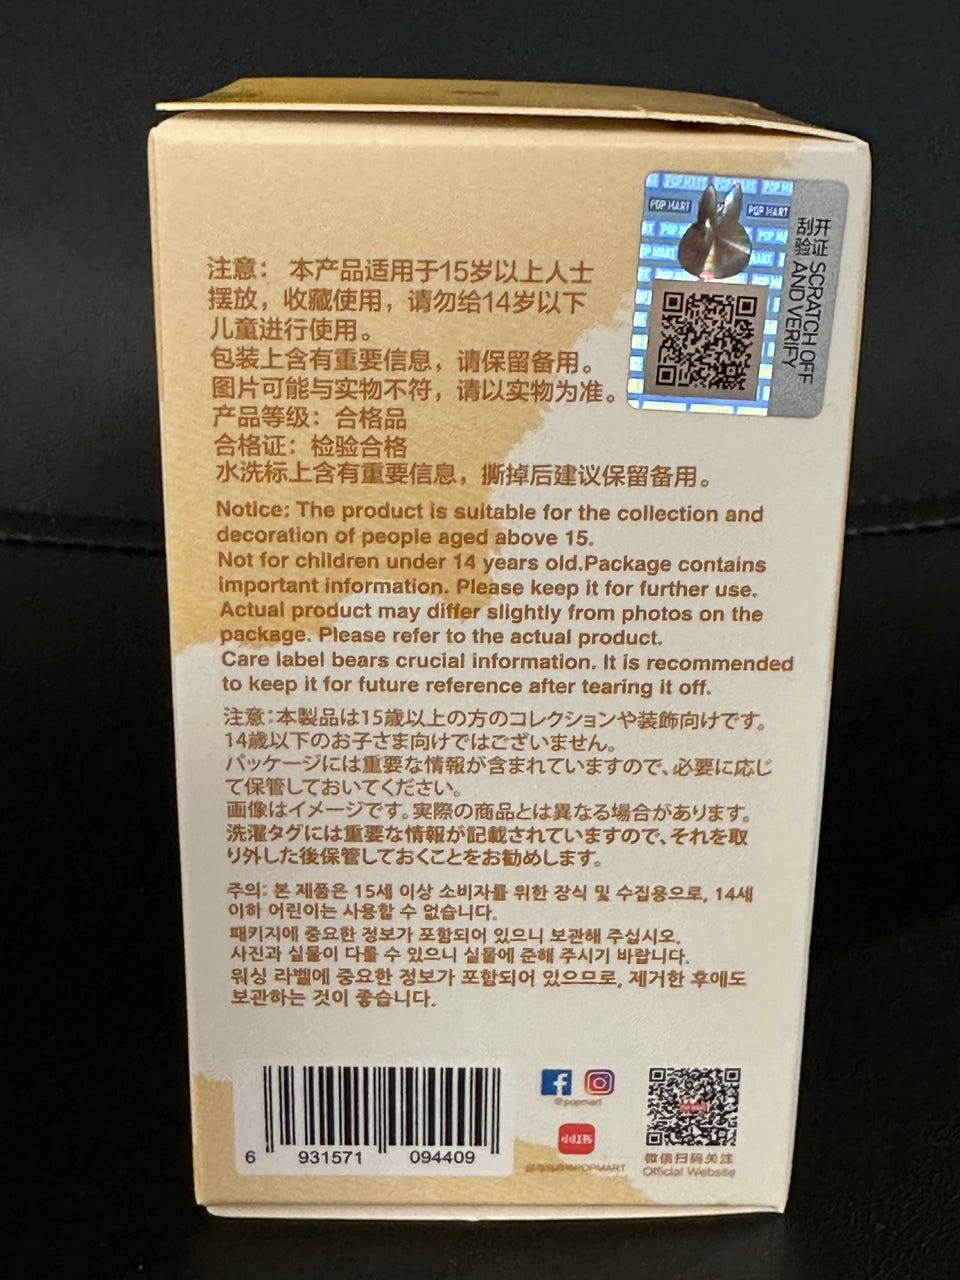 POP MART
POP MART
刮开
验证
SCRATCH OFF
AND VERIFY
注意： 本产品适用于15岁以上人士
摆放，收藏使用，请勿给14岁以下
儿童进行使用。
包装上含有重要信息，请保留备用。
图片可能与实物不符，请以实物为准。
产品等级：合格品
合格证：检验合格
水洗标上含有重要信息，撕掉后建议保留备用。
Notice: The product is suitable for the collection and
decoration of people aged above 15.
Not for children under 14 years old.Package contains
important information. Please keep it for further use.
Actual product may differ slightly from photos on the
package. Please refer to the actual product.
Care label bears crucial information. It is recommended
to keep it for future reference after tearing it off.
注意：本製品は15歳以上の方のコレクションや装飾向けです。
14歳以下のお子さま向けではございません。
パッケージには重要な情報が含まれていますので、必要に応じ
て保管しておいてください。
画像はイメージです。実際の商品とは異なる場合があります。
洗濯タグには重要な情報が記載されていますので、それを取
り外した後保管しておくことをお勧めします。
주의: 본 제품은 15세 이상 소비자를 위한 장식 및 수집용으로, 14세
이하 어린이는 사용할 수 없습니다.
패키지에 중요한 정보가 포함되어 있으니 보관해 주십시오.
사진과 실물이 다를 수 있으니 실물에 준해 주시기 바랍니다.
워싱 라벨에 중요한 정보가 포함되어 있으므로, 제거한 후에도
보관하는 것이 좋습니다.
6 931571 094409
@popmart
小红书
POPMART
微信扫码关注
Official Website